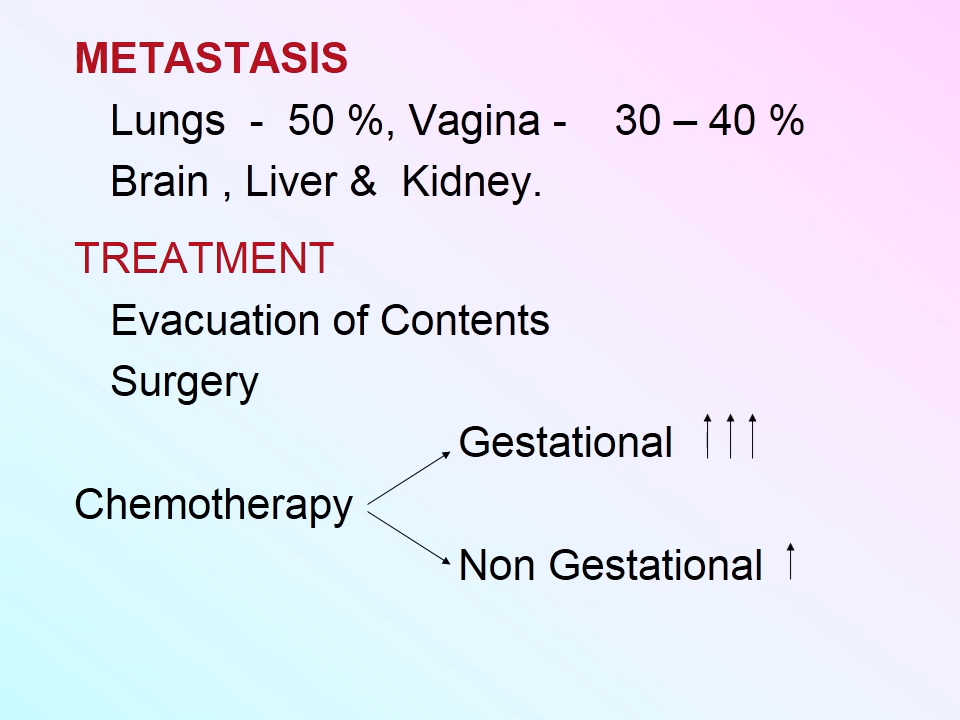 METASTASIS
Lungs - 50 %, Vagina - 30 – 40 %
Brain , Liver & Kidney.
TREATMENT
Evacuation of Contents
Surgery
Gestational ↑ ↑ ↑
Chemotherapy
Non Gestational ↑